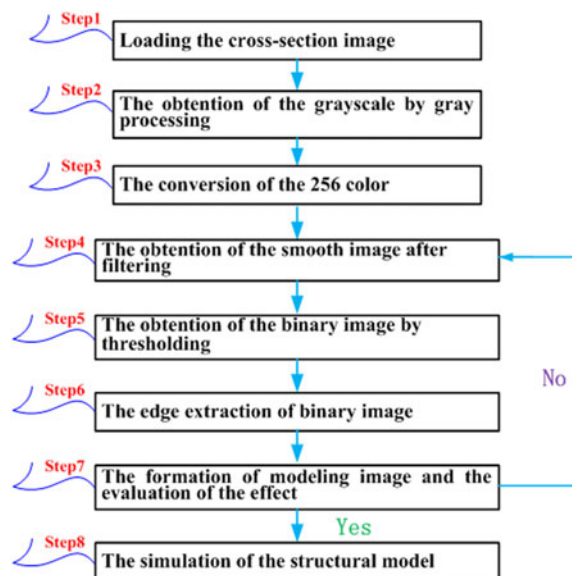 Step1
Loading the cross-section image
Step2
The obtention of the grayscale by gray
processing
Step3
The conversion of the 256 color
Step4
The obtention of the smooth image after
filtering
Step5
The obtention of the binary image by
thresholding
Step6
The edge extraction of binary image
No
Step7
The formation of modeling image and the
evaluation of the effect
Yes
Step8
The simulation of the structural model